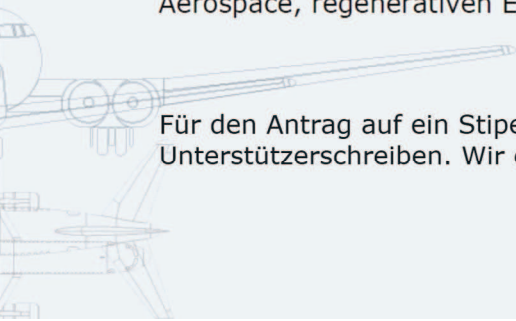 Aerospace, regenerativen
Für den Antrag auf ein
Unterstützerschreiben. Wir